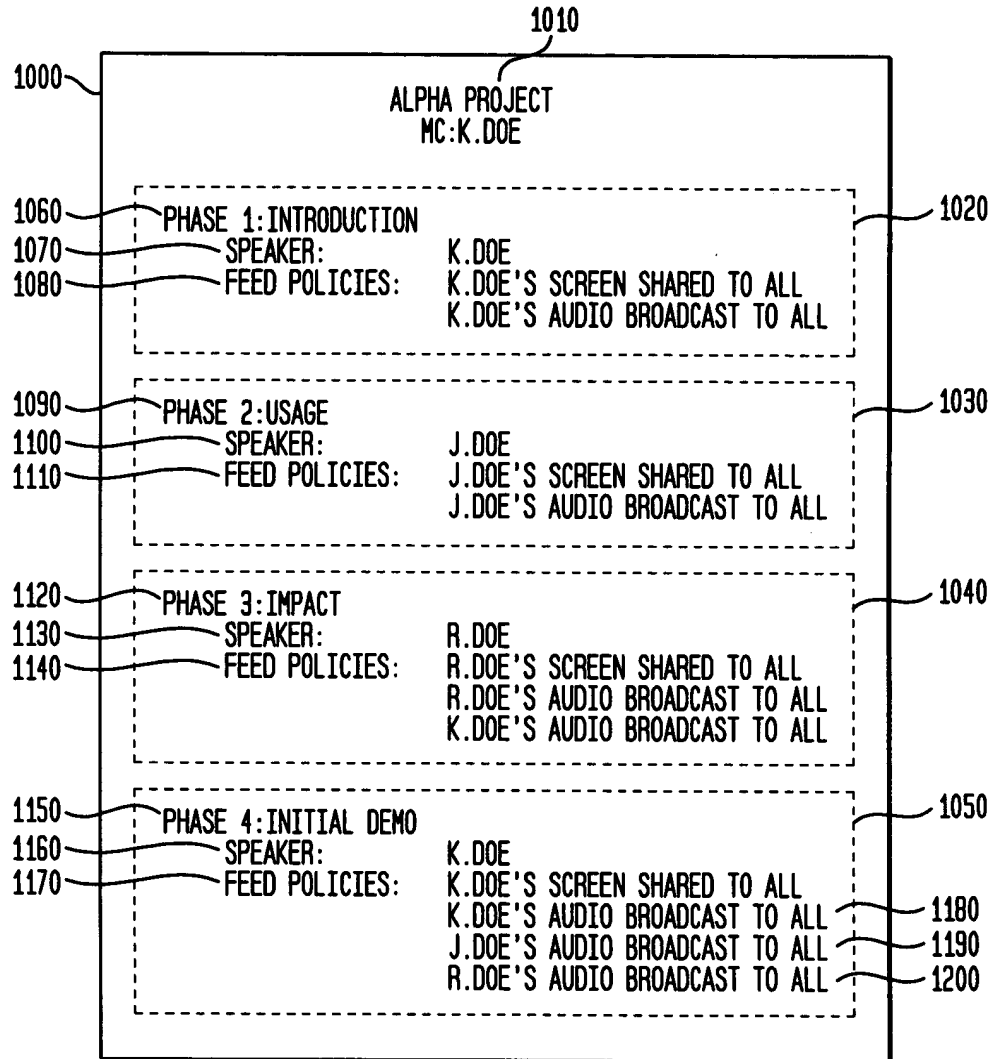 1010
1000
ALPHA PROJECT
MC:K.DOE
1060 PHASE 1:INTRODUCTION 1020
1070 SPEAKER: K.DOE
1080 FEED POLICIES: K.DOE'S SCREEN SHARED TO ALL
K.DOE'S AUDIO BROADCAST TO ALL
1090 PHASE 2:USAGE 1030
1100 SPEAKER: J.DOE
1110 FEED POLICIES: J.DOE'S SCREEN SHARED TO ALL
J.DOE'S AUDIO BROADCAST TO ALL
1120 PHASE 3:IMPACT 1040
1130 SPEAKER: R.DOE
1140 FEED POLICIES: R.DOE'S SCREEN SHARED TO ALL
R.DOE'S AUDIO BROADCAST TO ALL
K.DOE'S AUDIO BROADCAST TO ALL
1150 PHASE 4:INITIAL DEMO 1050
1160 SPEAKER: K.DOE
1170 FEED POLICIES: K.DOE'S SCREEN SHARED TO ALL
K.DOE'S AUDIO BROADCAST TO ALL 1180
J.DOE'S AUDIO BROADCAST TO ALL 1190
R.DOE'S AUDIO BROADCAST TO ALL 1200